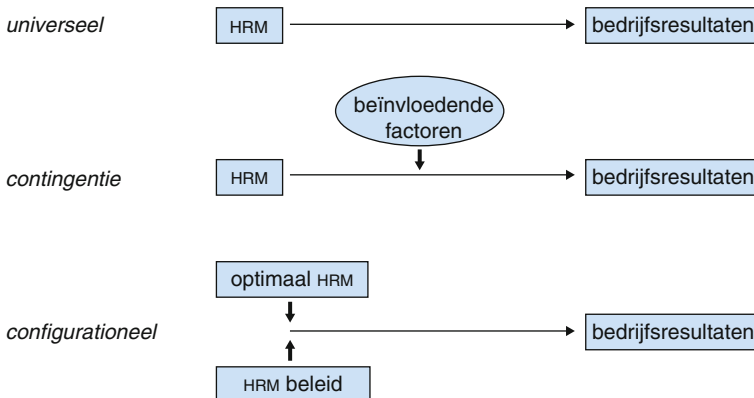 universeel HRM bedrijfsresultaten
beïnvloedende
factoren
contingentie HRM bedrijfsresultaten
optimaal HRM
configurationeel bedrijfsresultaten
HRM beleid